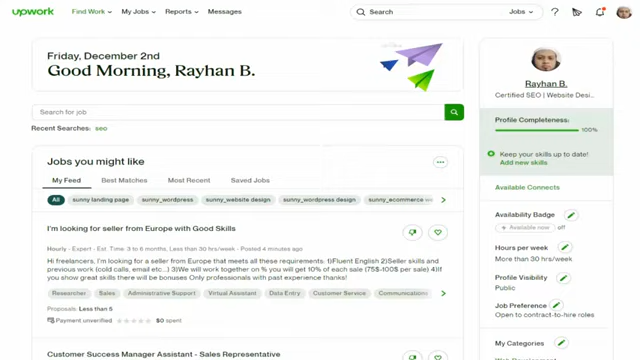 upwork
Find Work
My Jobs
Reports
Messages
Search
Jobs
?
Friday, December 2nd
Good Morning, Rayhan B.
Search for job
Recent Searches: seo
Jobs you might like
My Feed
Best Matches
Most Recent
Saved Jobs
All
sunny landing page
sunny_wordpress
sunny_website design
sunny_wordpress design
sunny_ecommerce we
I'm looking for seller from Europe with Good Skills
Hourly - Expert - Est. Time: 3 to 6 months, Less than 30 hrs/week - Posted 4 minutes ago
Hi freelancers, I'm looking for a seller from Europe that meets all these requirements: 1)Fluent English 2)Seller skills and
previous work (cold calls, email etc...) 3)We will work together on % you will get 10% of each sale (75$-100$ per sale) 4)If
you show great skills there will be bonuses Only professionals with past experience thanks!
Researcher
Sales
Administrative Support
Virtual Assistant
Data Entry
Customer Service
Communication
Proposals: Less than 5
Payment unverified
$0 spent
Customer Success Manager Assistant - Sales Representative
Rayhan B.
Certified SEO | Website Desi...
Profile Completeness:
100%
Keep your skills up to date!
Add new skills
Available Connects
Availability Badge
Available now
off
Hours per week
More than 30 hrs/week
Profile Visibility
Public
Job Preference
Open to contract-to-hire roles
My Categories